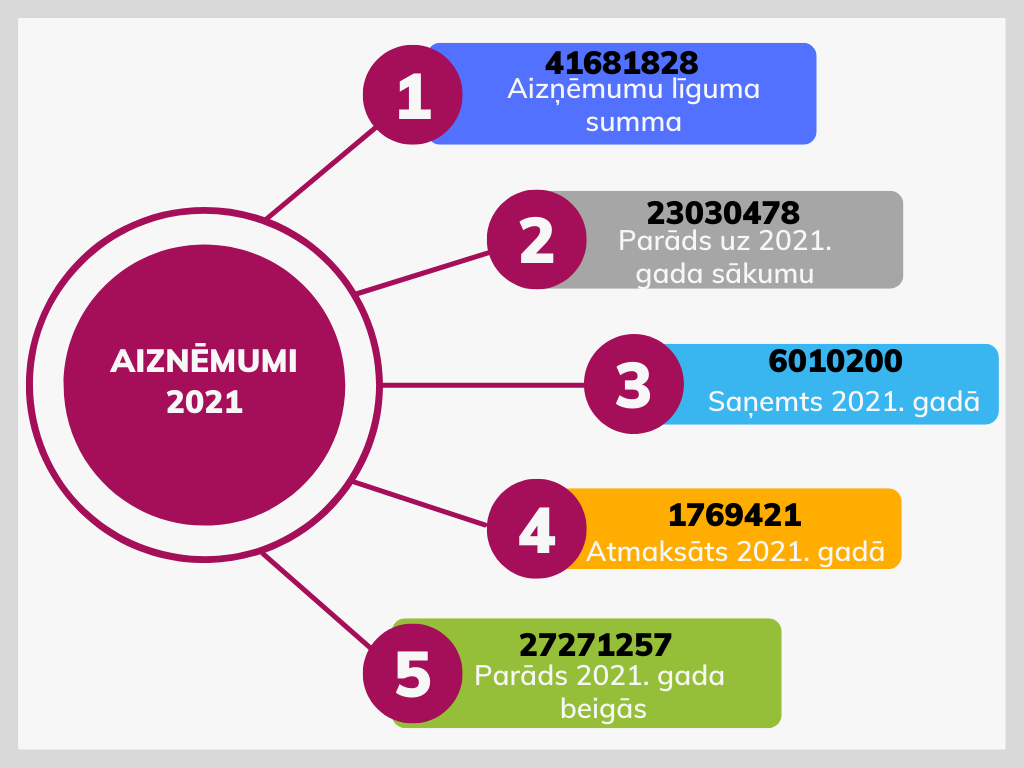 1
41681828
Aizņēmumu līguma
summa
2
23030478
Parāds uz 2021.
gada sākumu
AIZNĒMUMI
2021
3
6010200
Saņemts 2021. gadā
4
1769421
Atmaksāts 2021. gadā
5
27271257
Parāds 2021. gada
beigās